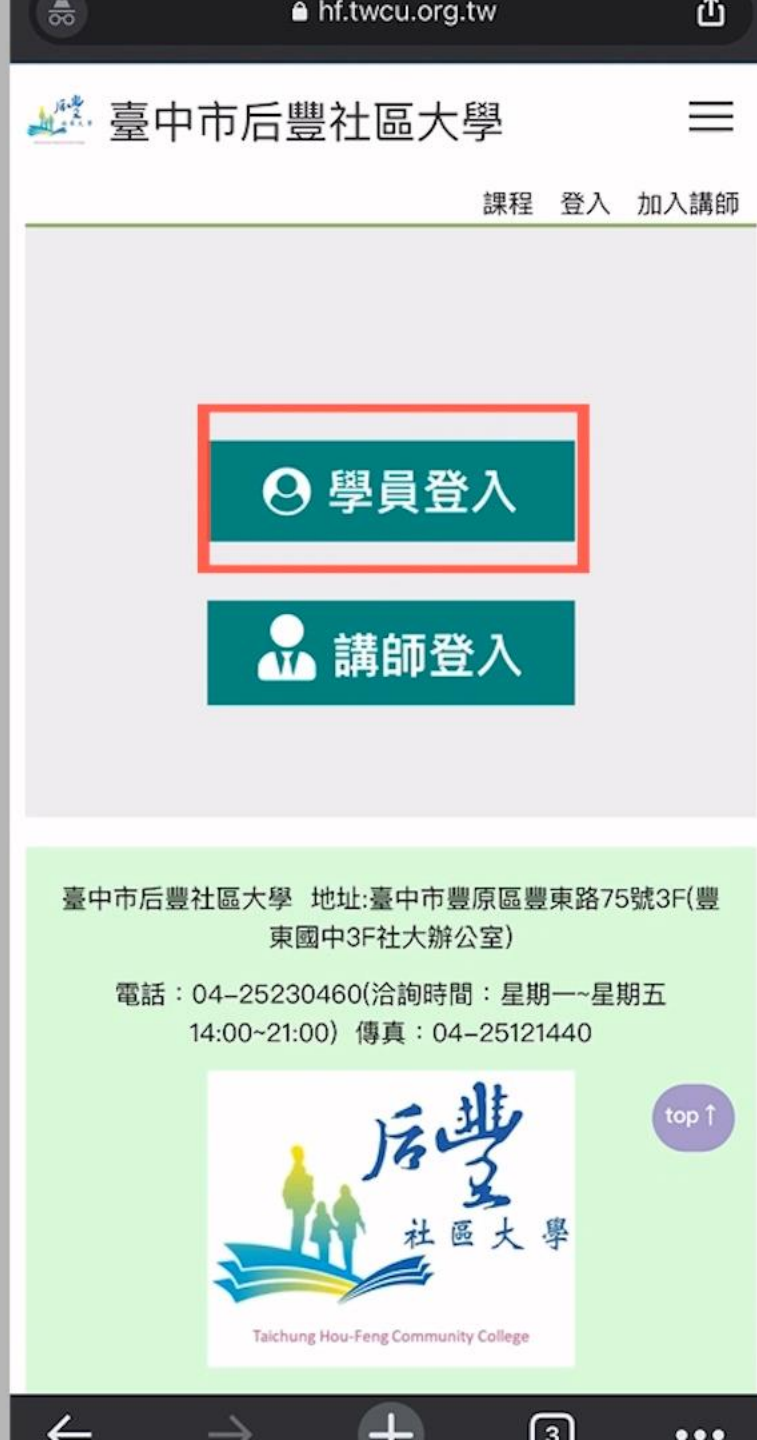 hf.twcu.org.tw
臺中市后豐社區大學
課程 登入 加入講師
學員登入
講師登入
臺中市后豐社區大學 地址:臺中市豐原區豐東路75號3F(豐
東國中3F社大辦公室)
電話：04-25230460(洽詢時間：星期一~星期五
14:00~21:00) 傳真：04-25121440
top↑
后豐
社區大學
Taichung Hou-Feng Community College
3